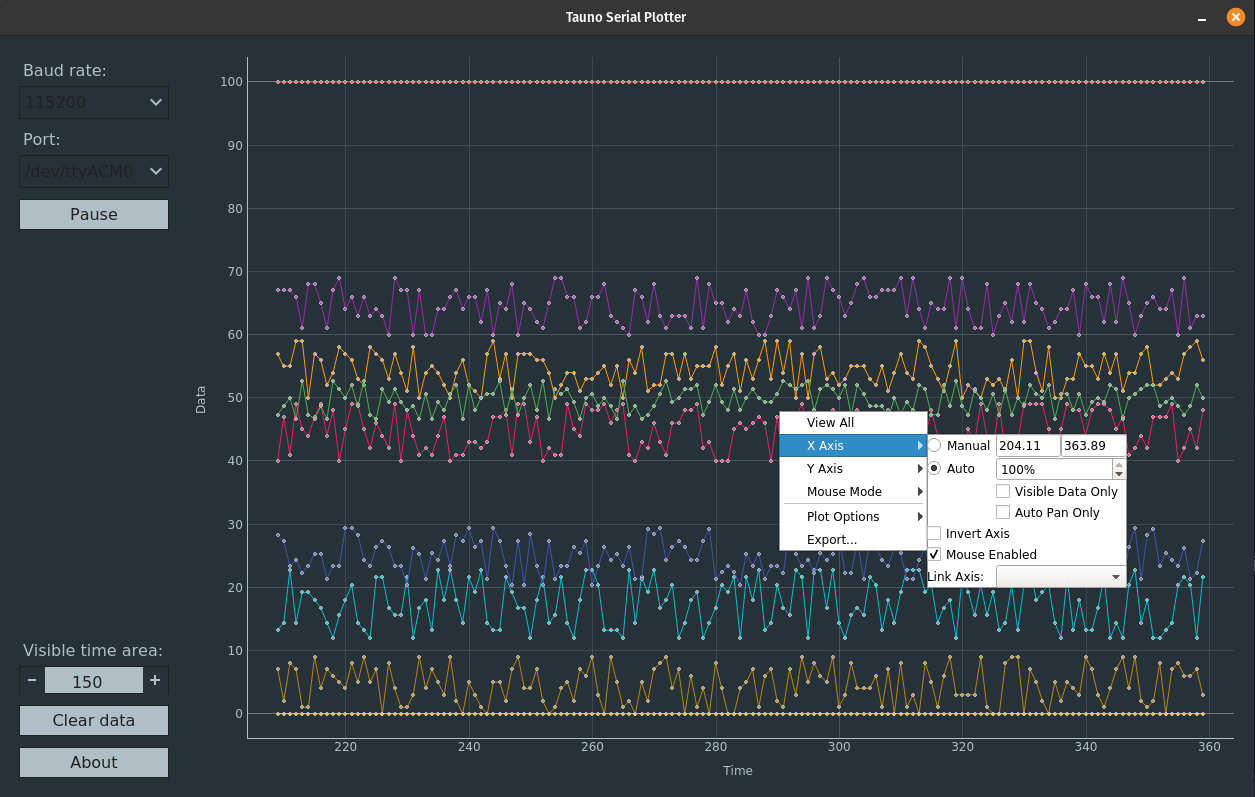 Tauno Serial Plotter
Baud rate:
115200
Port:
/dev/ttyACM0
Pause
Visible time area:
− 150 +
Clear data
About
Data
100
90
80
70
60
50
40
30
20
10
0
220 240 260 280 300 320 340 360
Time
View All
X Axis
Y Axis
Mouse Mode
Plot Options
Export...
Manual 204.11 363.89
Auto 100%
Visible Data Only
Auto Pan Only
Invert Axis
Mouse Enabled
Link Axis: